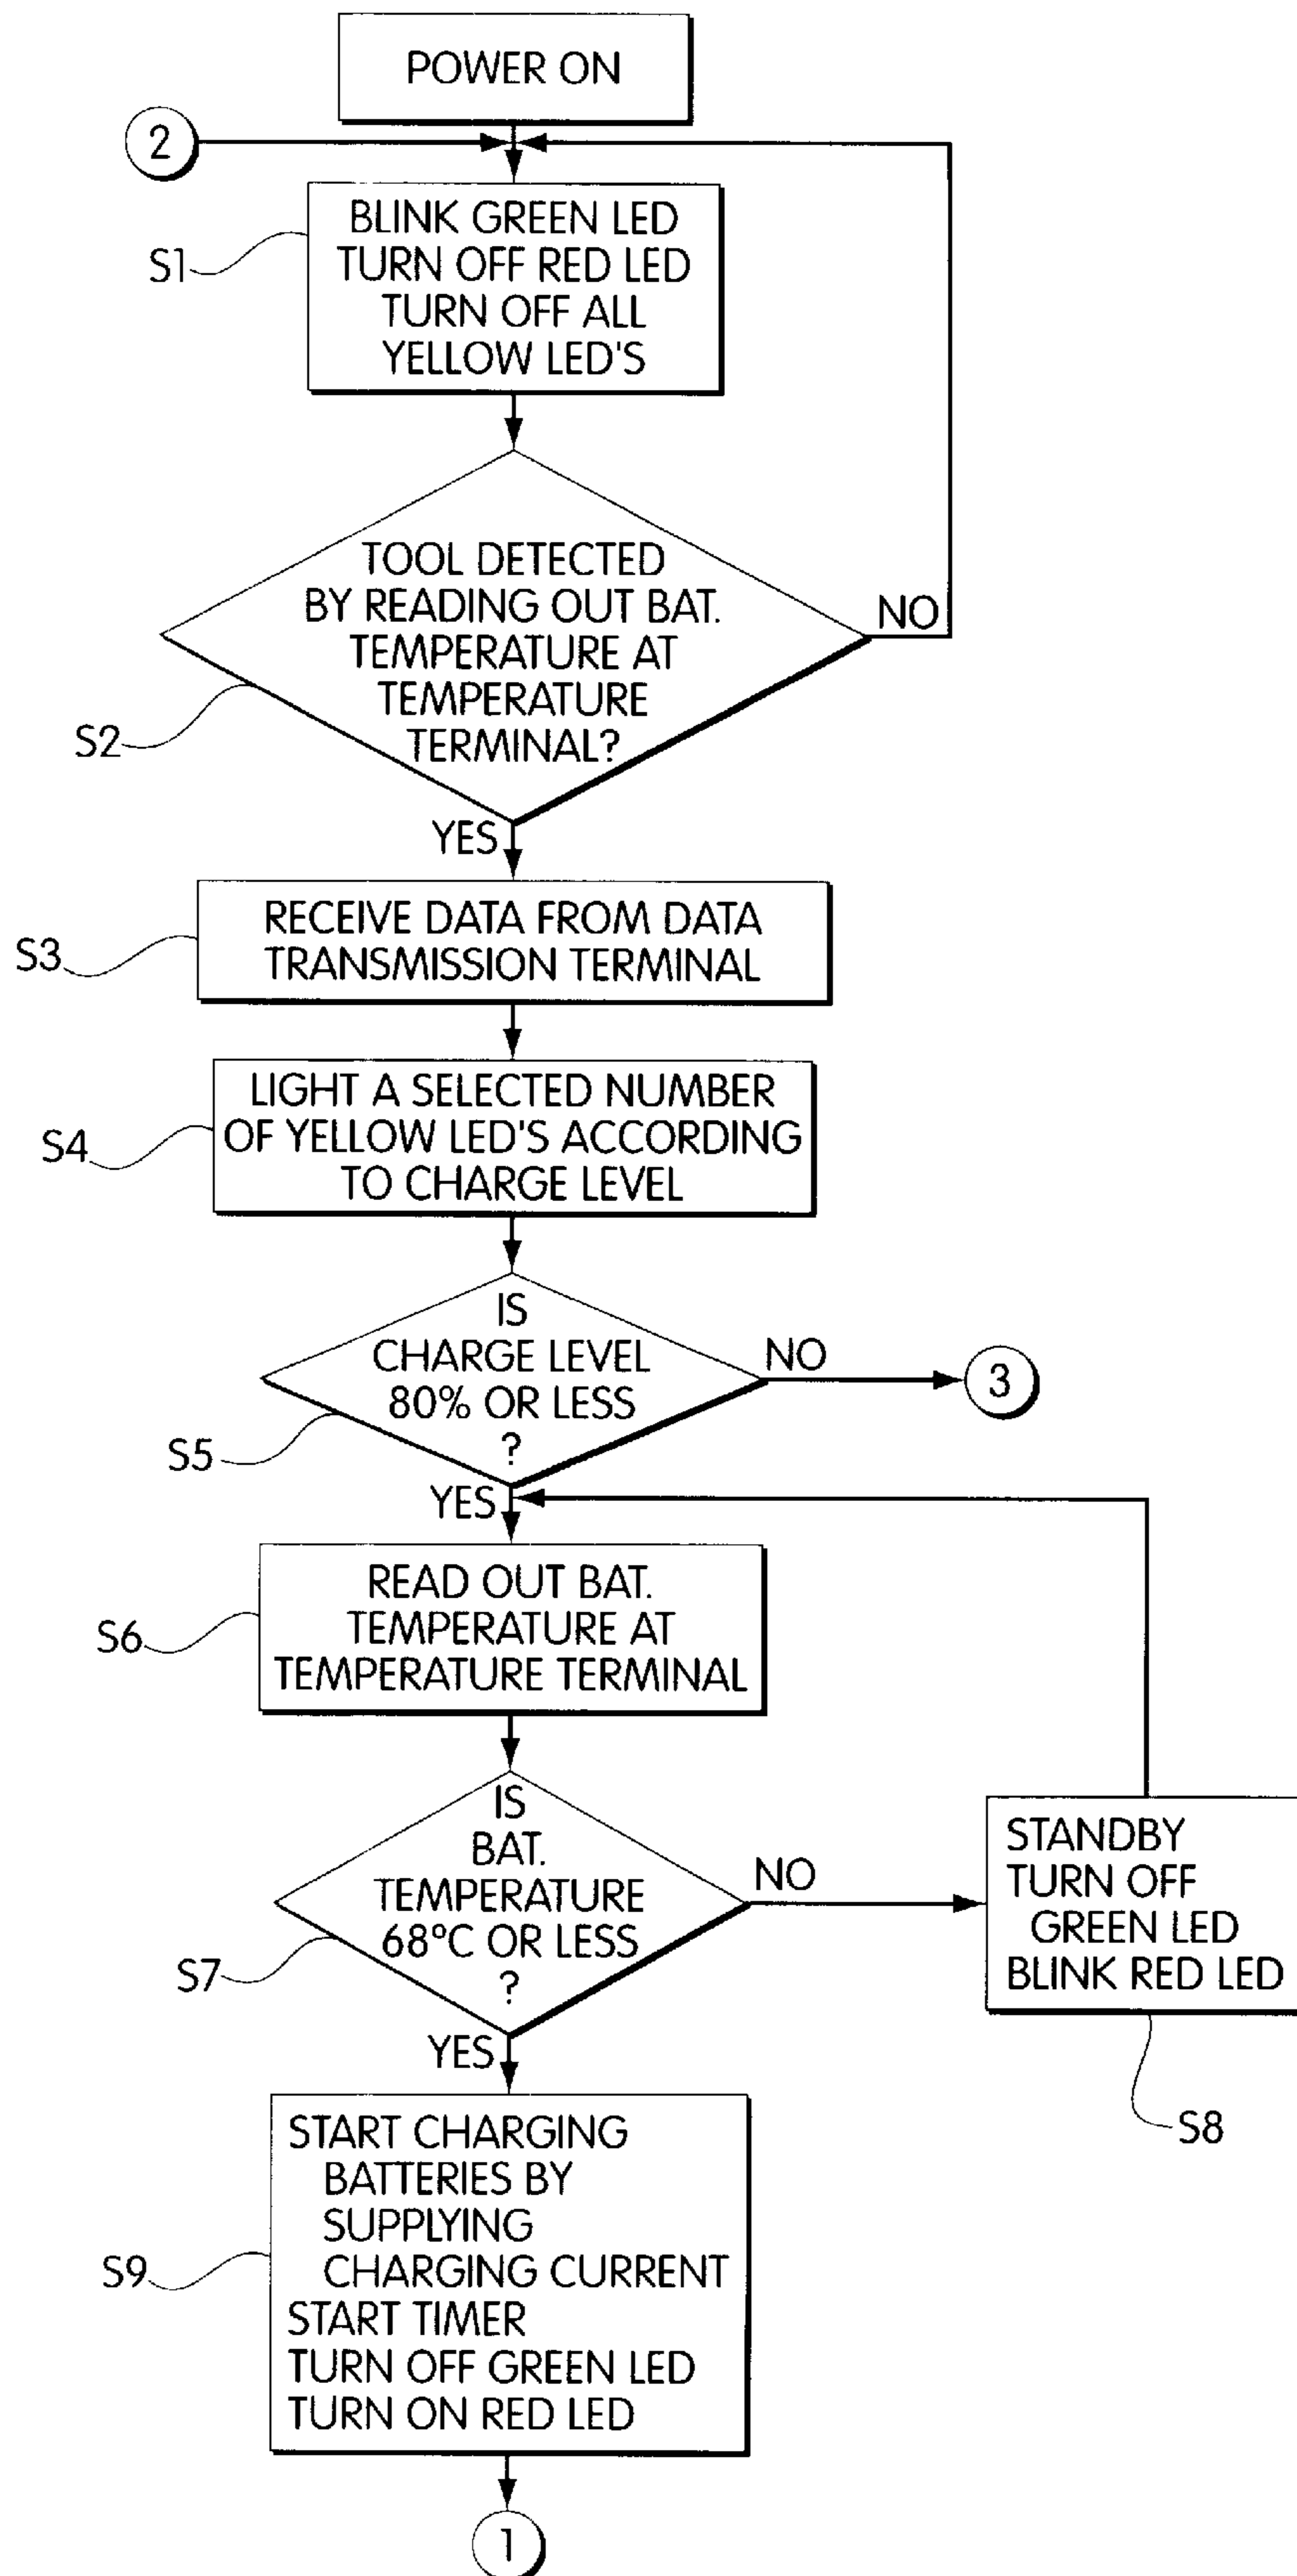 POWER ON
2
S1
BLINK GREEN LED
TURN OFF RED LED
TURN OFF ALL
YELLOW LED'S
S2
TOOL DETECTED
BY READING OUT BAT.
TEMPERATURE AT
TEMPERATURE
TERMINAL?
NO
YES
S3
RECEIVE DATA FROM DATA
TRANSMISSION TERMINAL
S4
LIGHT A SELECTED NUMBER
OF YELLOW LED'S ACCORDING
TO CHARGE LEVEL
S5
IS
CHARGE LEVEL
80% OR LESS
?
NO
3
YES
S6
READ OUT BAT.
TEMPERATURE AT
TEMPERATURE TERMINAL
S7
IS
BAT.
TEMPERATURE
68°C OR LESS
?
NO
STANDBY
TURN OFF
GREEN LED
BLINK RED LED
S8
YES
S9
START CHARGING
BATTERIES BY
SUPPLYING
CHARGING CURRENT
START TIMER
TURN OFF GREEN LED
TURN ON RED LED
1